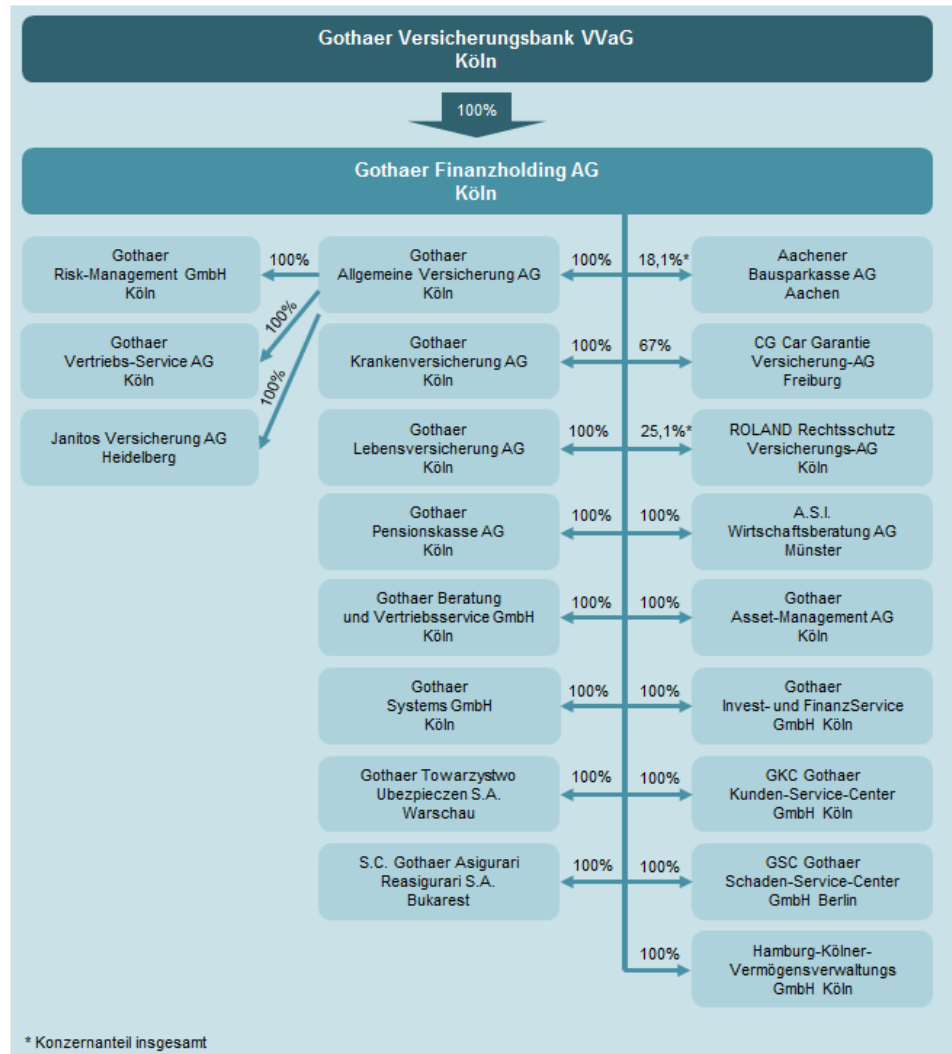 Gothaer Versicherungsbank VVaG
Köln
100%
Gothaer Finanzholding AG
Köln
Gothaer
Risk-Management GmbH
Köln
100%
Gothaer
Allgemeine Versicherung AG
Köln
100%
18,1%*
Aachener
Bausparkasse AG
Aachen
Gothaer
Vertriebs-Service AG
Köln
100%
Gothaer
Krankenversicherung AG
Köln
100%
67%
CG Car Garantie
Versicherung-AG
Freiburg
Janitos Versicherung AG
Heidelberg
100%
Gothaer
Lebensversicherung AG
Köln
100%
25,1%*
ROLAND Rechtsschutz
Versicherungs-AG
Köln
Gothaer
Pensionskasse AG
Köln
100%
100%
A.S.I.
Wirtschaftsberatung AG
Münster
Gothaer Beratung
und Vertriebsservice GmbH
Köln
100%
100%
Gothaer
Asset-Management AG
Köln
Gothaer
Systems GmbH
Köln
100%
100%
Gothaer
Invest- und FinanzService
GmbH Köln
Gothaer Towarzystwo
Ubezpieczen S.A.
Warschau
100%
100%
GKC Gothaer
Kunden-Service-Center
GmbH Köln
S.C. Gothaer Asigurari
Reasigurari S.A.
Bukarest
100%
100%
GSC Gothaer
Schaden-Service-Center
GmbH Berlin
100%
Hamburg-Kölner-
Vermögensverwaltungs
GmbH Köln
* Konzernanteil insgesamt